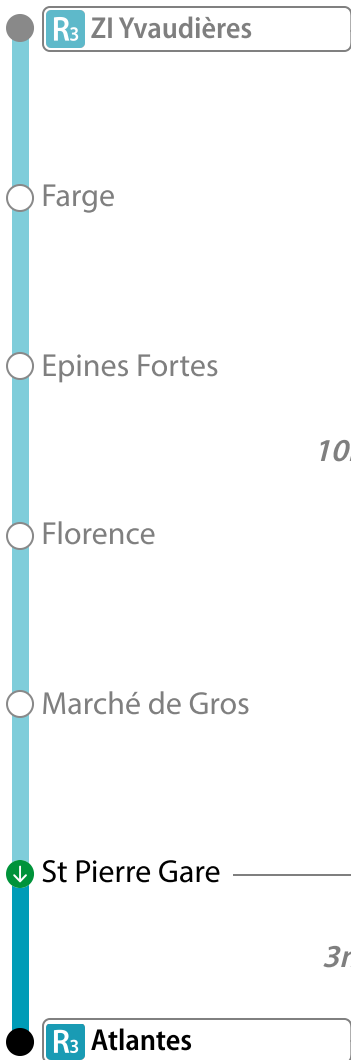 R3 ZI Yvaudières
Farge
Epines Fortes
Florence
Marché de Gros
St Pierre Gare
R3 Atlantes